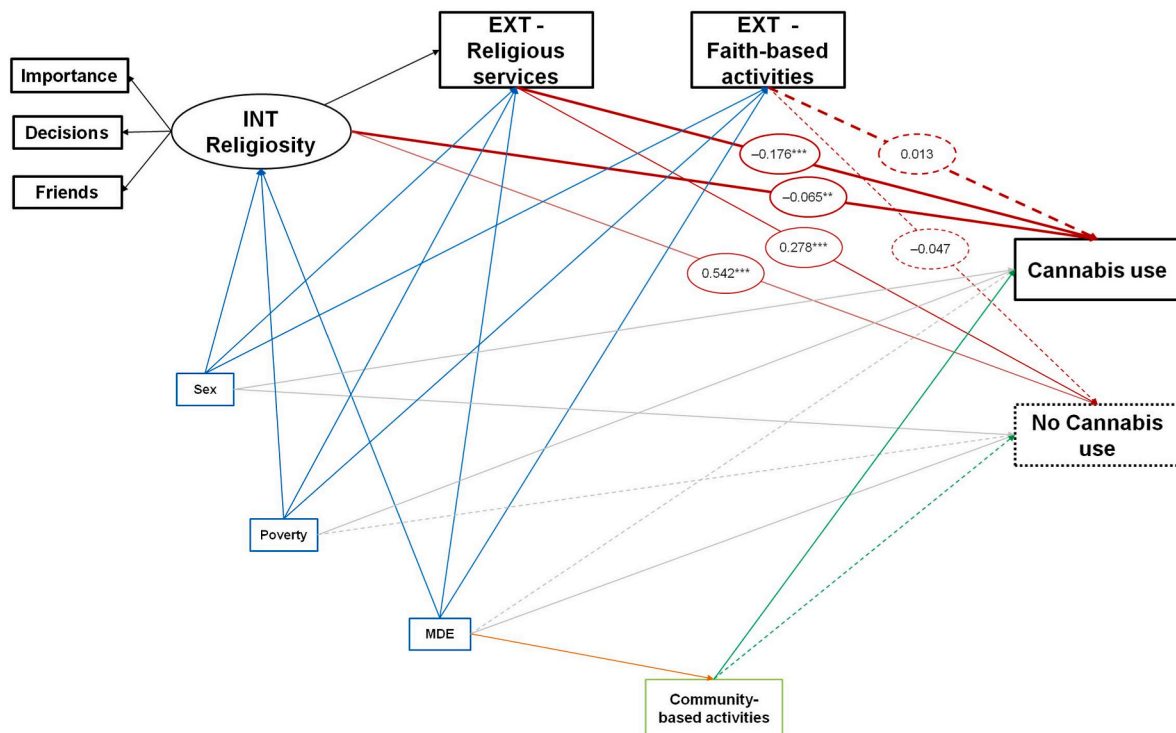 EXT -
Religious
services
EXT -
Faith-based
activities
Importance
Decisions
Friends
INT
Religiosity
–0.176***
0.013
–0.065**
0.278***
–0.047
0.542***
Cannabis use
Sex
No Cannabis
use
Poverty
MDE
Community-
based activities